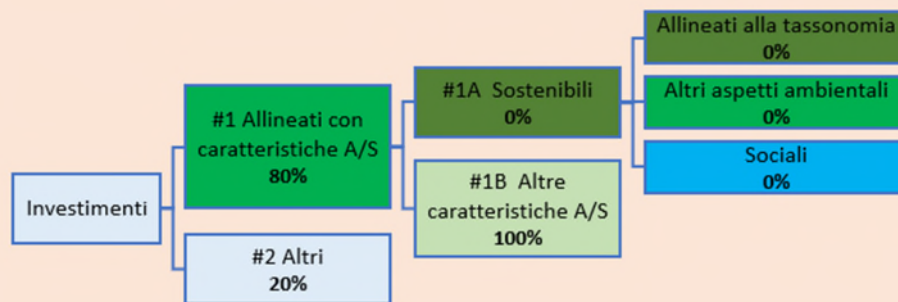 Investimenti
#1 Allineati con
caratteristiche A/S
80%
#2 Altri
20%
#1A Sostenibili
0%
#1B Altre
caratteristiche A/S
100%
Allineati alla tassonomia
0%
Altri aspetti ambientali
0%
Sociali
0%